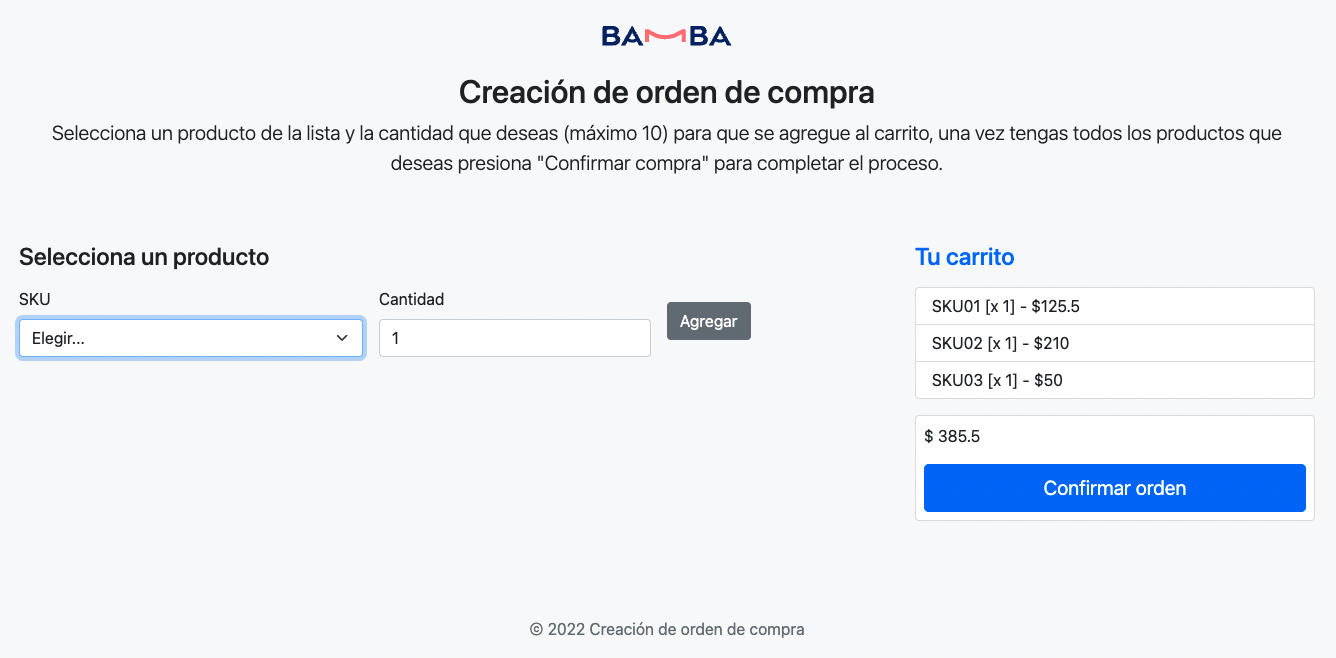 BAMBA
Creación de orden de compra
Selecciona un producto de la lista y la cantidad que deseas (máximo 10) para que se agregue al carrito, una vez tengas todos los productos que
deseas presiona "Confirmar compra" para completar el proceso.
Selecciona un producto
SKU
Cantidad
Elegir...
1
Agregar
Tu carrito
SKU01 [x 1] - $125.5
SKU02 [x 1] - $210
SKU03 [x 1] - $50
$ 385.5
Confirmar orden
© 2022 Creación de orden de compra